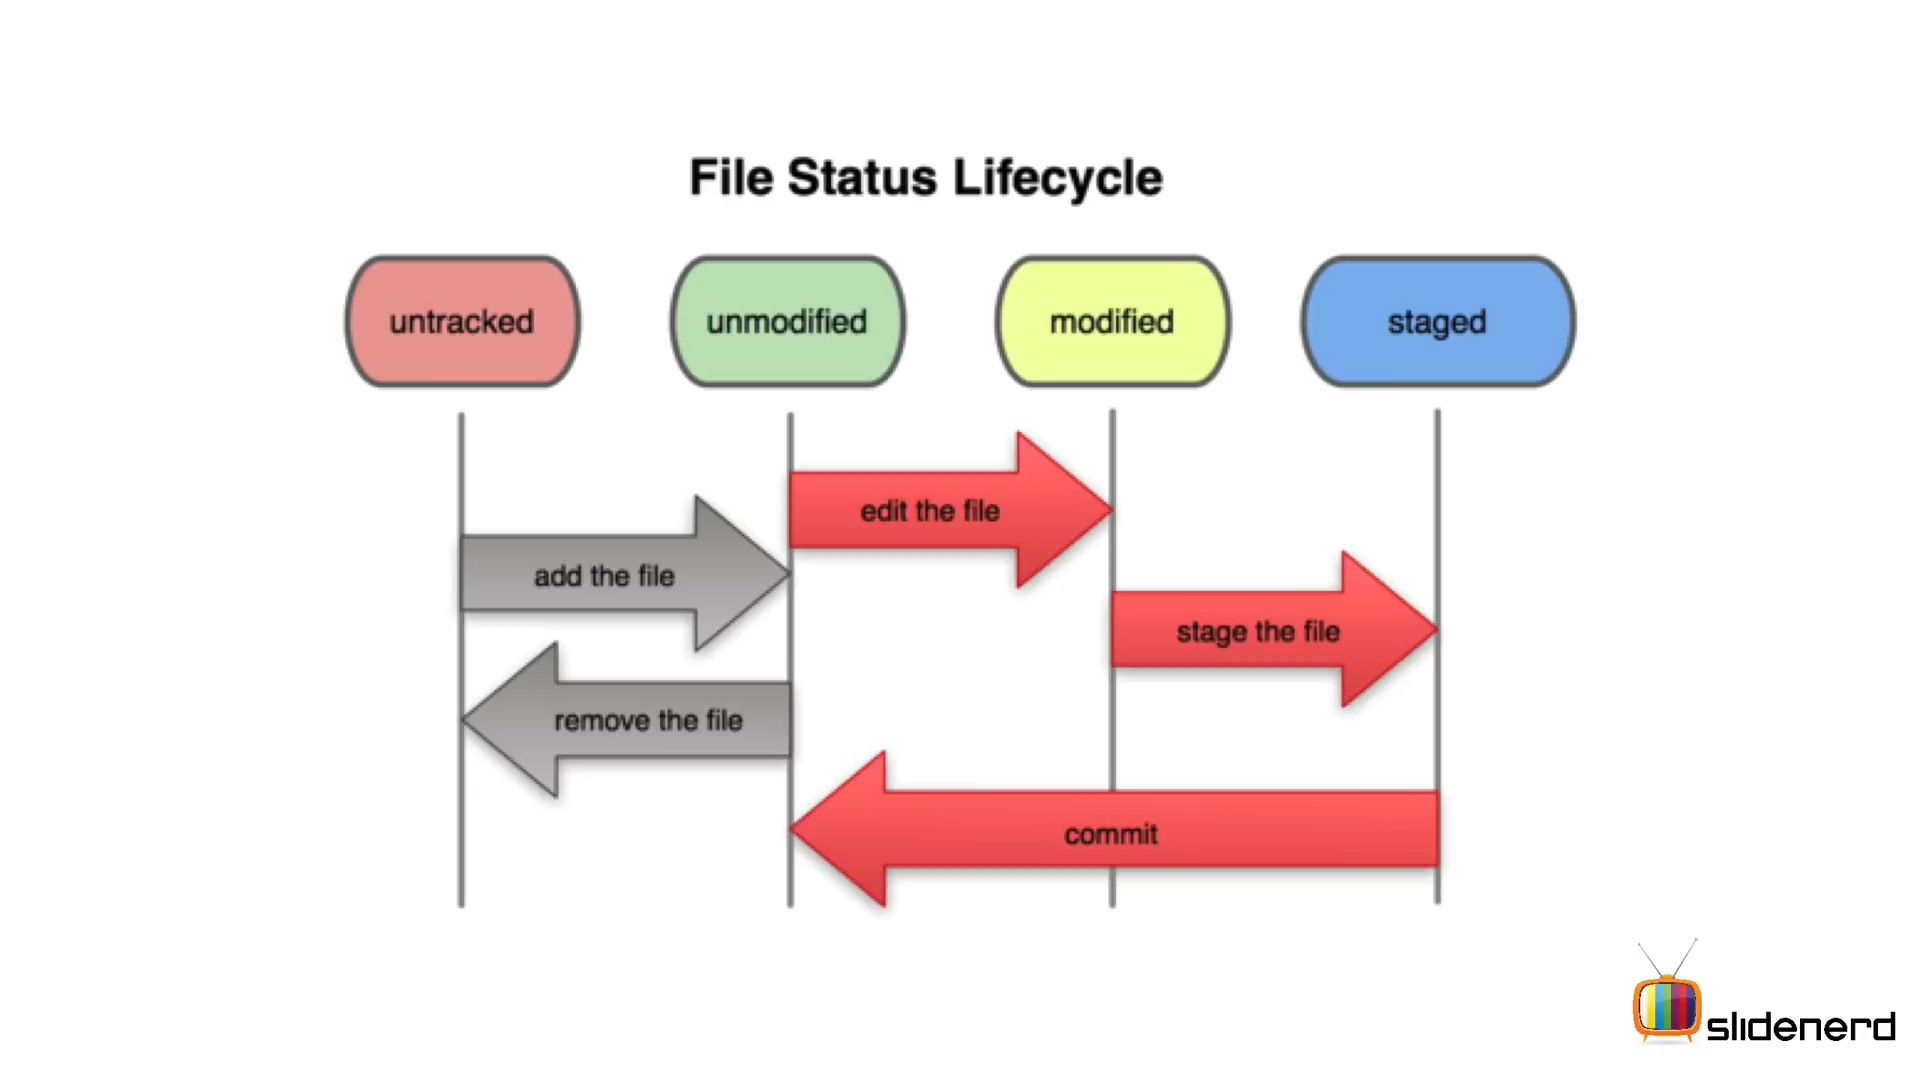 File Status Lifecycle
untracked
unmodified
modified
staged
edit the file
add the file
stage the file
remove the file
commit
slidenerd